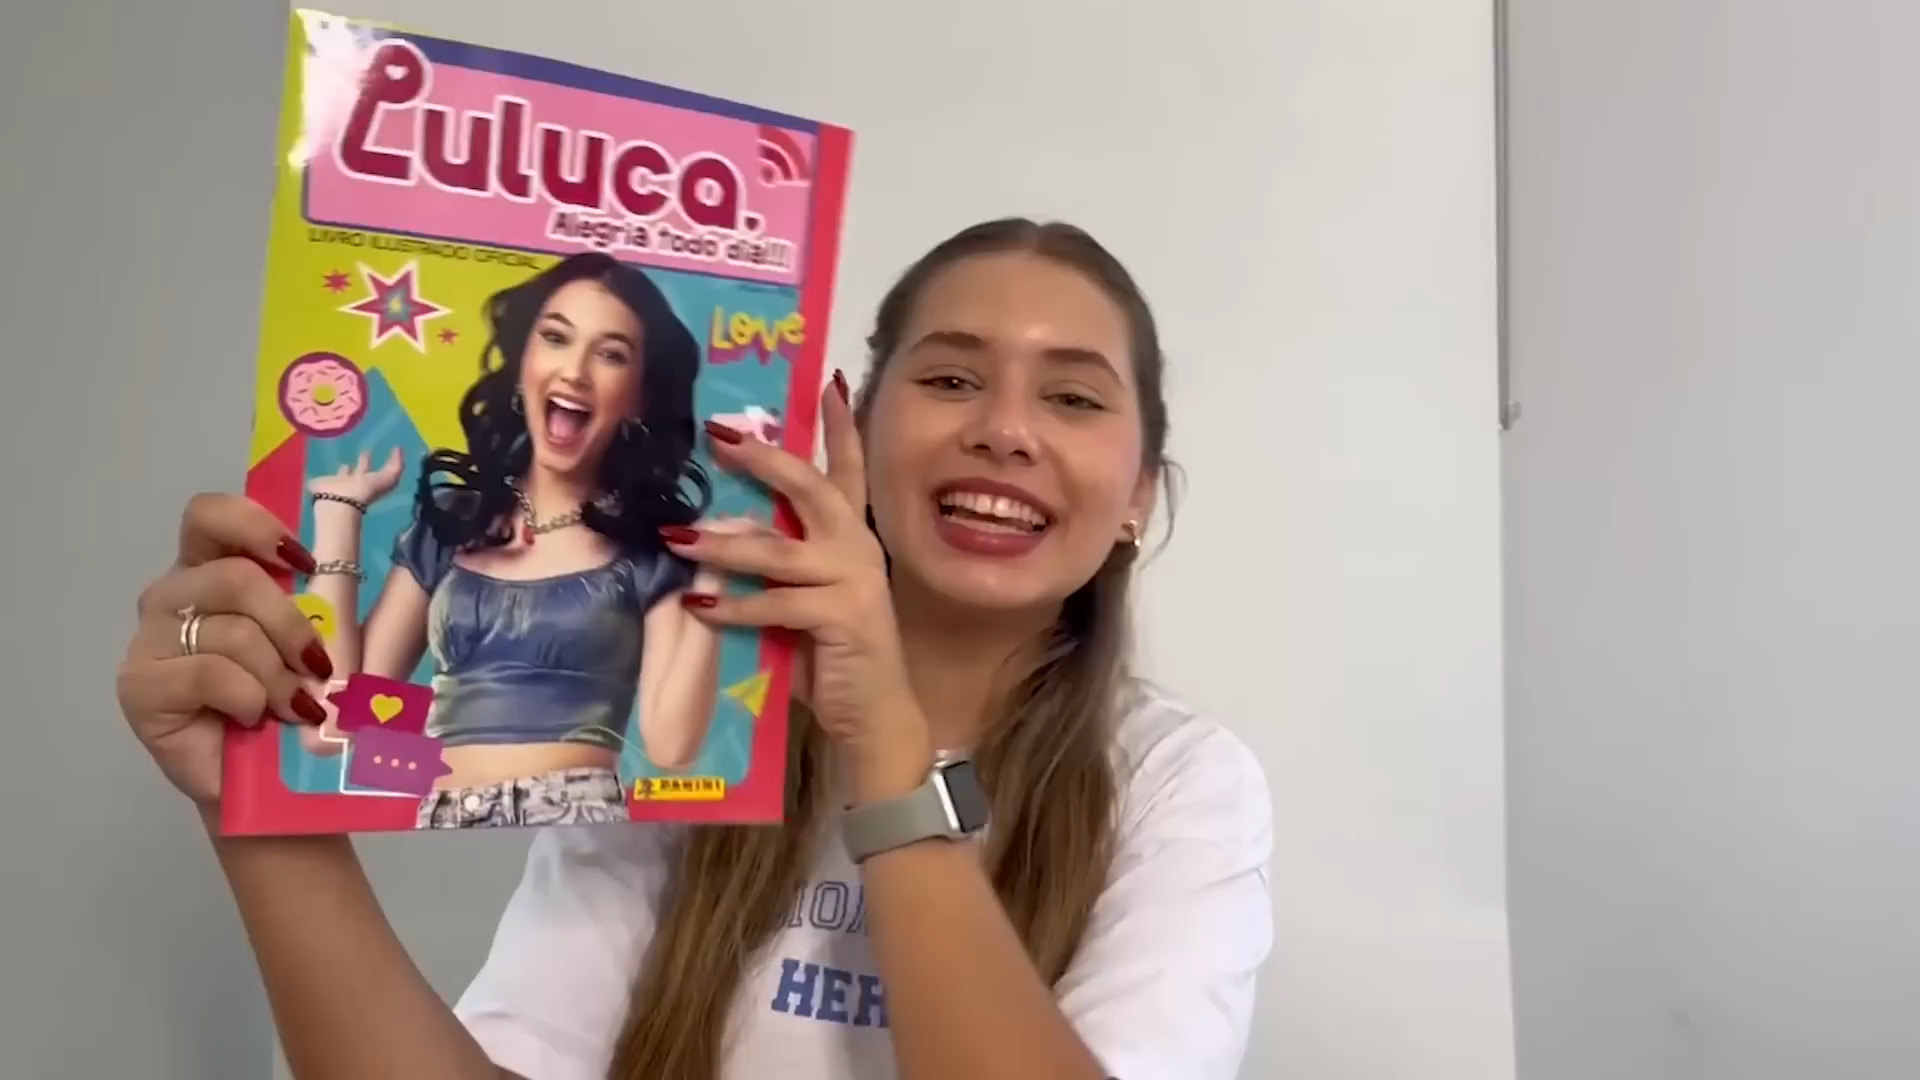 Luluca.
Alegria todo dia!!!
LIVRO ILUSTRADO OFICIAL
LOVE
PANINI
HER